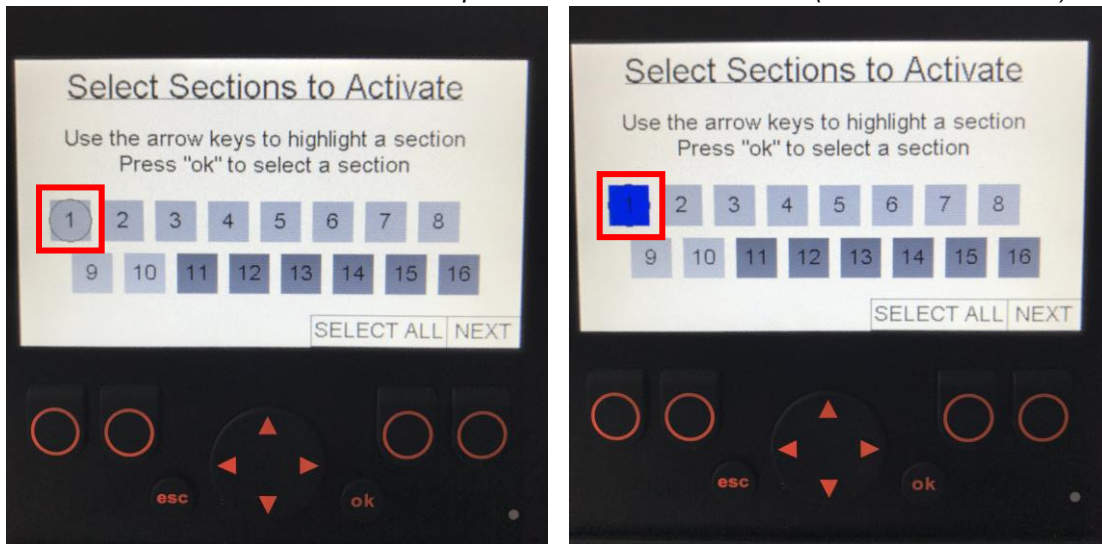 Select Sections to Activate
Use the arrow keys to highlight a section
Press "ok" to select a section
1 2 3 4 5 6 7 8
9 10 11 12 13 14 15 16
SELECT ALL NEXT
esc ok
Select Sections to Activate
Use the arrow keys to highlight a section
Press "ok" to select a section
1 2 3 4 5 6 7 8
9 10 11 12 13 14 15 16
SELECT ALL NEXT
esc ok